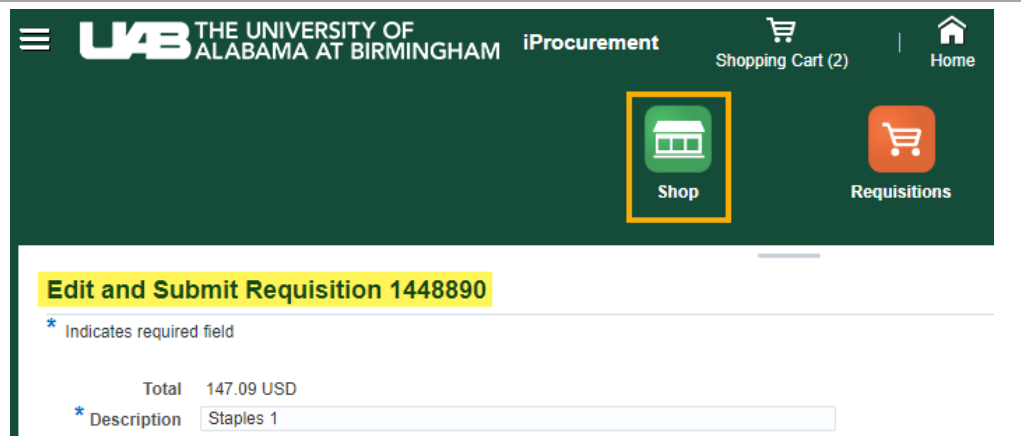 UAB THE UNIVERSITY OF
ALABAMA AT BIRMINGHAM
iProcurement
Shopping Cart (2)
Home
Shop
Requisitions
Edit and Submit Requisition 1448890
* Indicates required field
Total 147.09 USD
* Description Staples 1